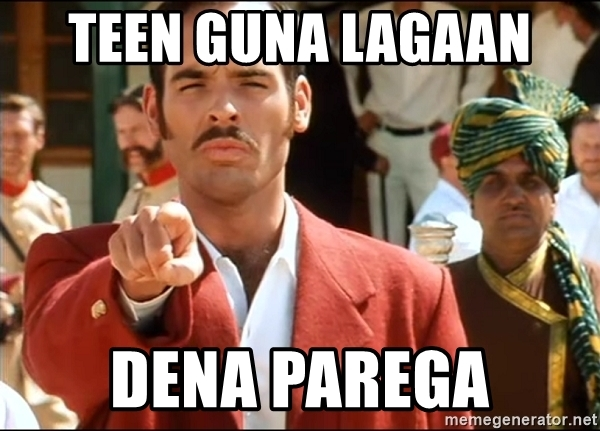 TEEN GUNA LAGAAN
DENA PAREGA
memegenerator.net